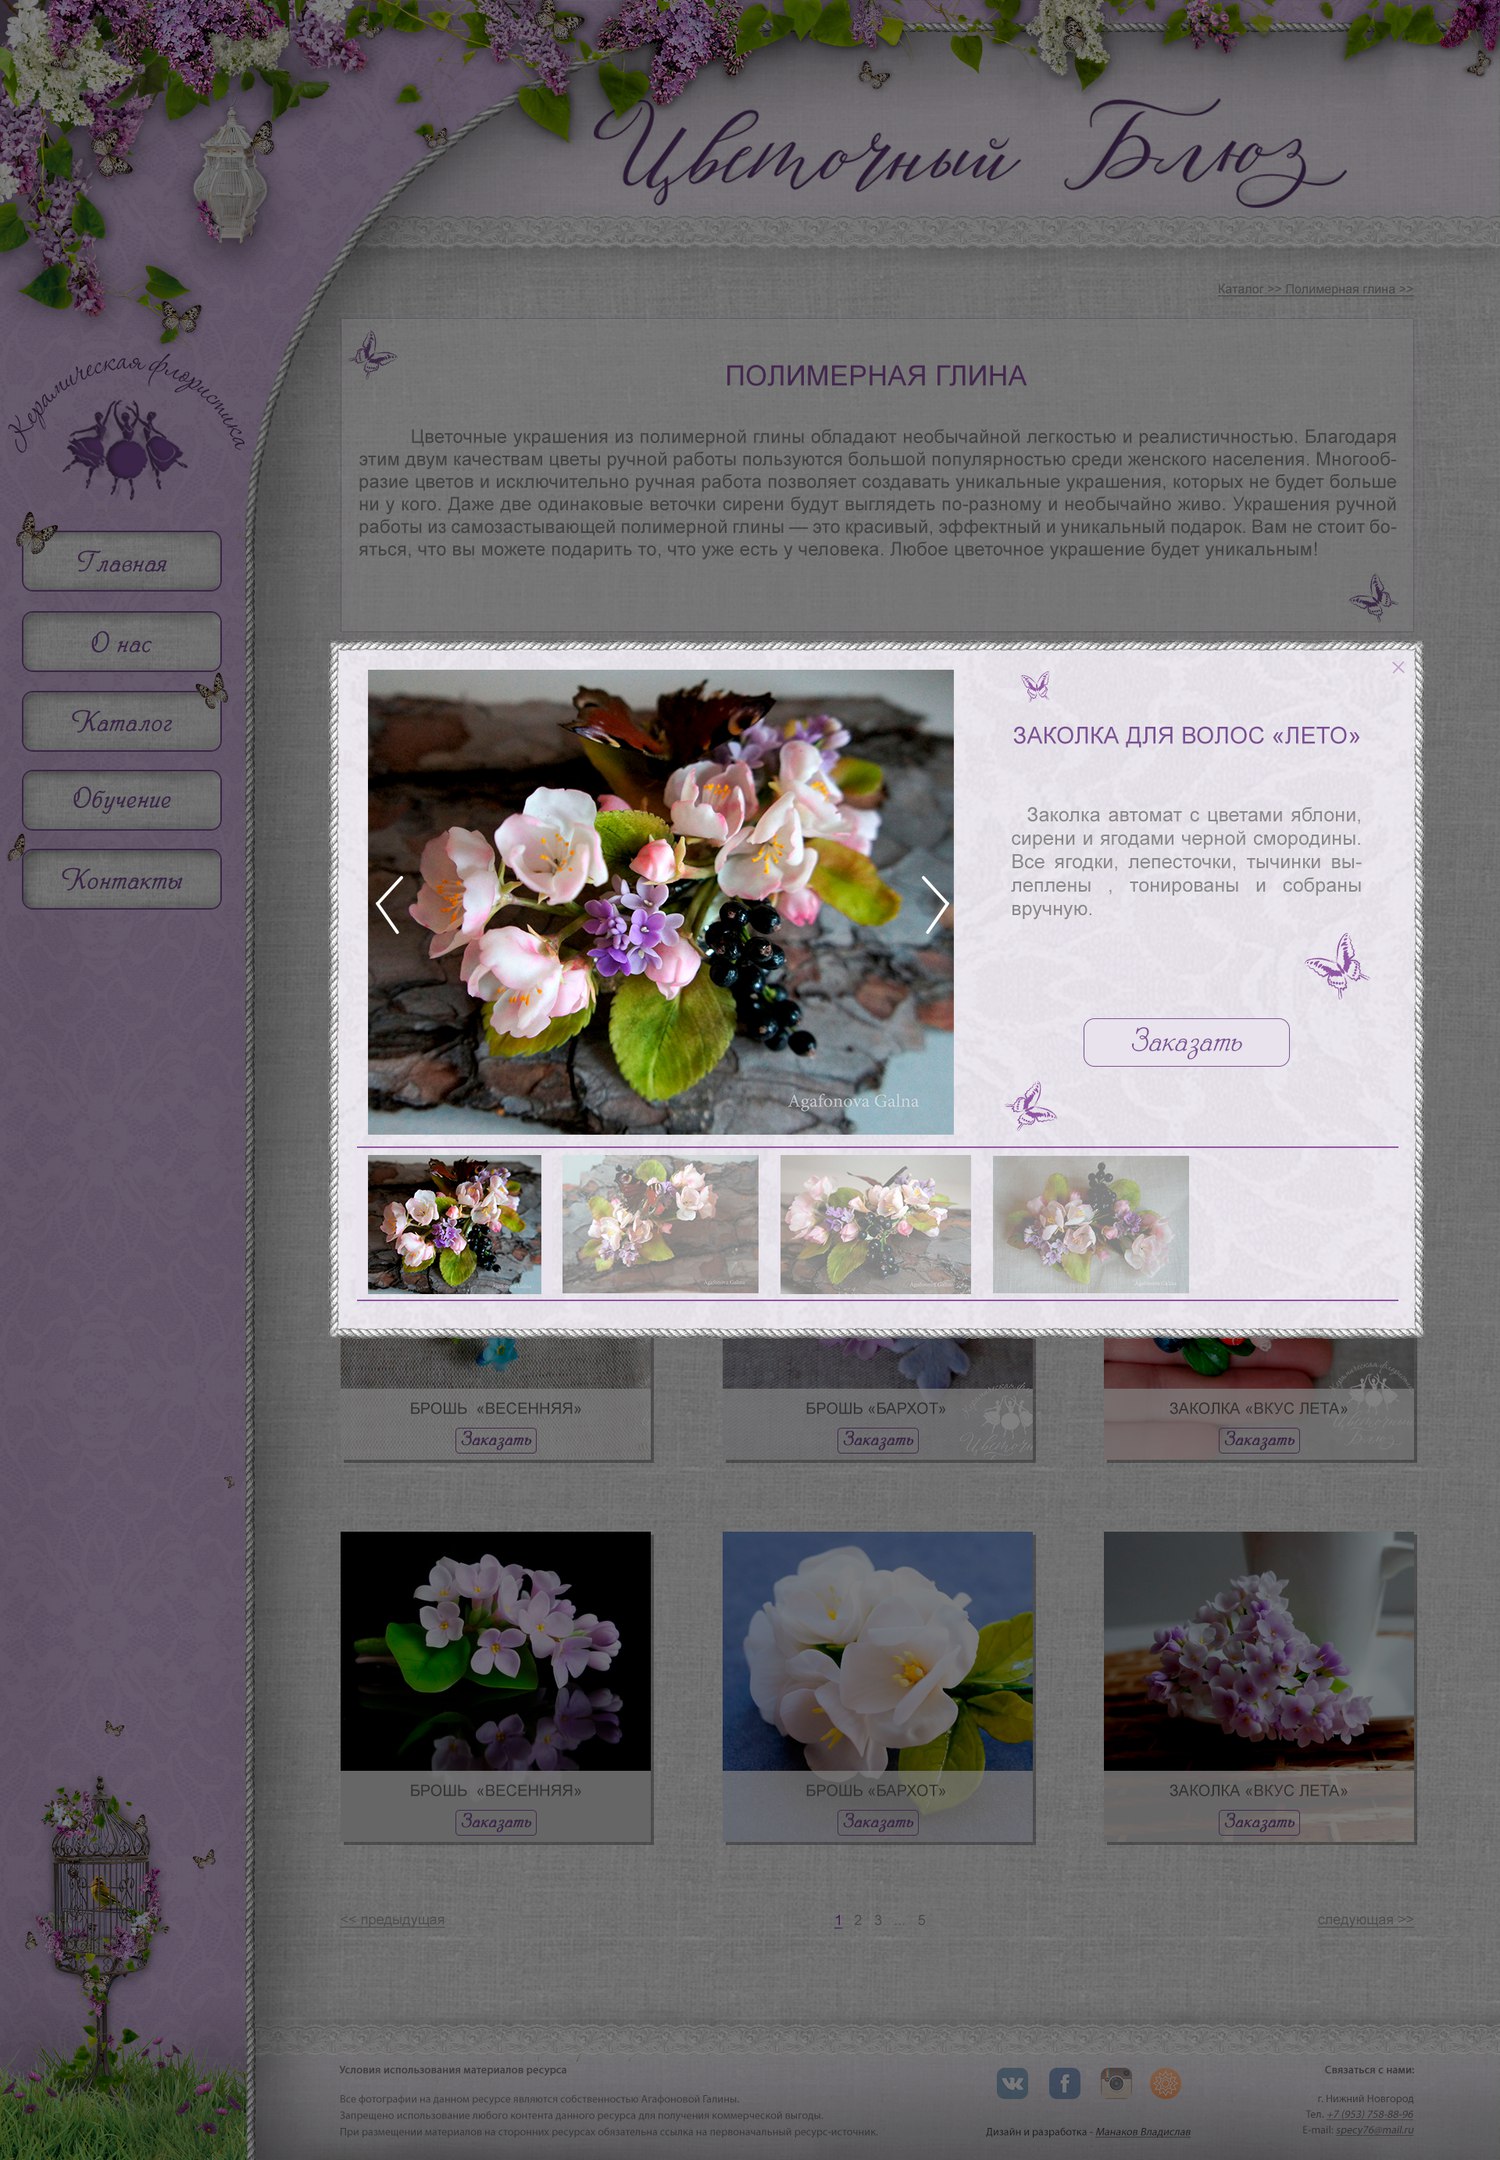 Цветочный Блюз
Каталог >> Полимерная глина >>
Керамическая флористика
Главная
О нас
Каталог
Обучение
Контакты
ПОЛИМЕРНАЯ ГЛИНА
Цветочные украшения из полимерной глины обладают необычайной легкостью и реалистичностью. Благодаря
этим двум качествам цветы ручной работы пользуются большой популярностью среди женского населения. Многооб-
разие цветов и исключительно ручная работа позволяет создавать уникальные украшения, которых не будет больше
ни у кого. Даже две одинаковые веточки сирени будут выглядеть по-разному и необычайно живо. Украшения ручной
работы из самозастывающей полимерной глины — это красивый, эффектный и уникальный подарок. Вам не стоит бо-
яться, что вы можете подарить то, что уже есть у человека. Любое цветочное украшение будет уникальным!
ЗАКОЛКА ДЛЯ ВОЛОС «ЛЕТО»
Заколка автомат с цветами яблони,
сирени и ягодами черной смородины.
Все ягодки, лепесточки, тычинки вы-
леплены , тонированы и собраны
вручную.
Заказать
Agafonova Galna
Agafonova Galna
БРОШЬ «ВЕСЕННЯЯ»
Заказать
БРОШЬ «БАРХОТ»
Заказать
ЗАКОЛКА «ВКУС ЛЕТА»
Заказать
БРОШЬ «ВЕСЕННЯЯ»
Заказать
БРОШЬ «БАРХОТ»
Заказать
ЗАКОЛКА «ВКУС ЛЕТА»
Заказать
<< предыдущая
1 2 3 ... 5
следующая >>
Условия использования материалов ресурса
Все фотографии на данном ресурсе являются собственностью Агафоновой Галины.
Запрещено использование любого контента данного ресурса для получения коммерческой выгоды.
При размещении материалов на сторонних ресурсах обязательна ссылка на первоначальный ресурс-источник.
Дизайн и разработка - Манаков Владислав
Связаться с нами:
г. Нижний Новгород
Тел. +7 (953) 758-88-96
E-mail: specy76@mail.ru